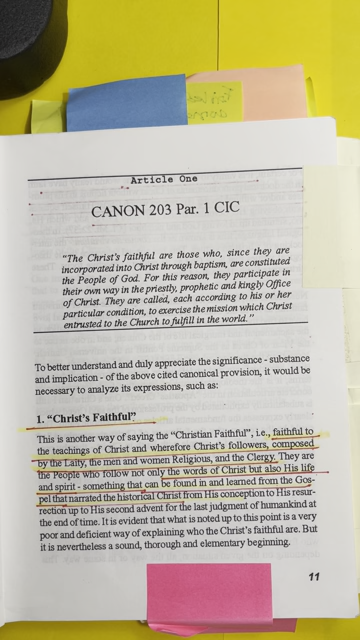 Article One
CANON 203 Par. 1 CIC
"The Christ's faithful are those who, since they are
incorporated into Christ through baptism, are constituted
the People of God. For this reason, they participate in
their own way in the priestly, prophetic and kingly Office
of Christ. They are called, each according to his or her
particular condition, to exercise the mission which Christ
entrusted to the Church to fulfill in the world."
To better understand and duly appreciate the significance - substance
and implication - of the above cited canonical provision, it would be
necessary to analyze its expressions, such as:
1. "Christ's Faithful"
This is another way of saying the "Christian Faithful", i.e., faithful to
the teachings of Christ and wherefore Christ's followers, composed
by the Laity, the men and women Religious, and the Clergy. They are
the People who follow not only the words of Christ but also His life
and spirit - something that can be found in and learned from the Gos-
pel that narrated the historical Christ from His conception to His resur-
rection up to His second advent for the last judgment of humankind at
the end of time. It is evident that what is noted up to this point is a very
poor and deficient way of explaining who the Christ's faithful are. But
it is nevertheless a sound, thorough and elementary beginning.
11